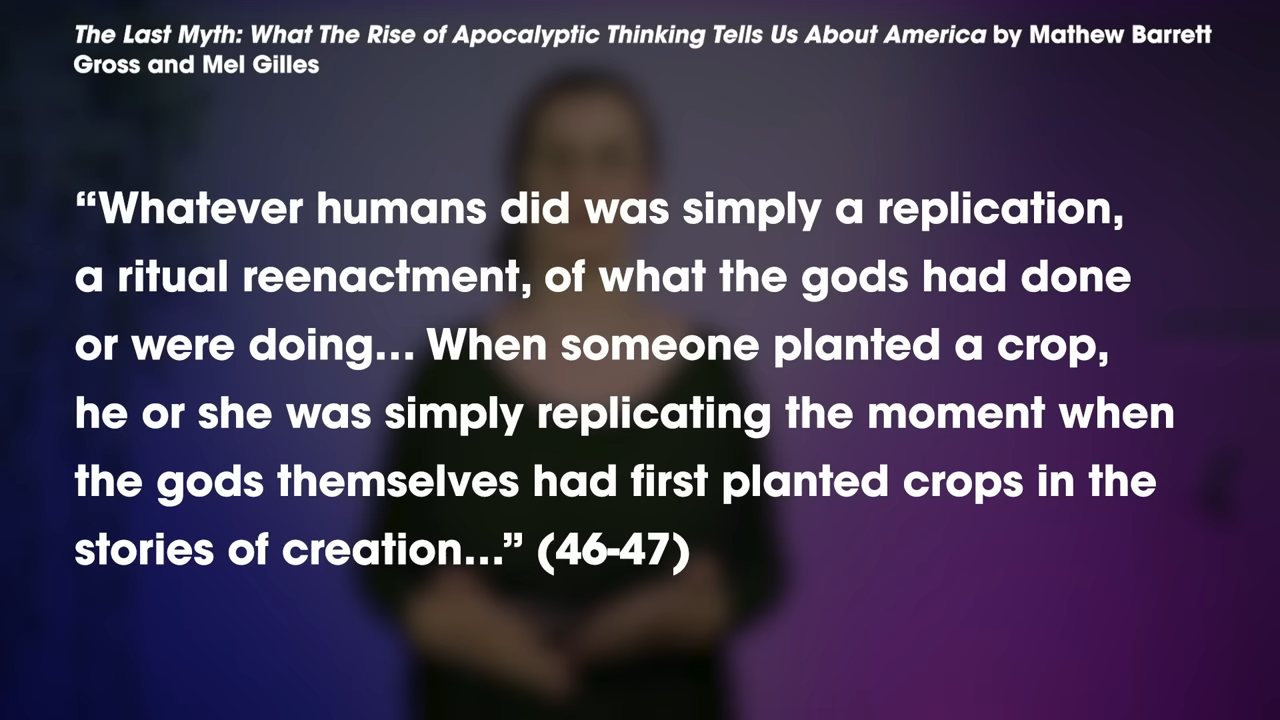 The Last Myth: What The Rise of Apocalyptic Thinking Tells Us About America by Mathew Barrett
Gross and Mel Gilles
“Whatever humans did was simply a replication,
a ritual reenactment, of what the gods had done
or were doing... When someone planted a crop,
he or she was simply replicating the moment when
the gods themselves had first planted crops in the
stories of creation...” (46-47)